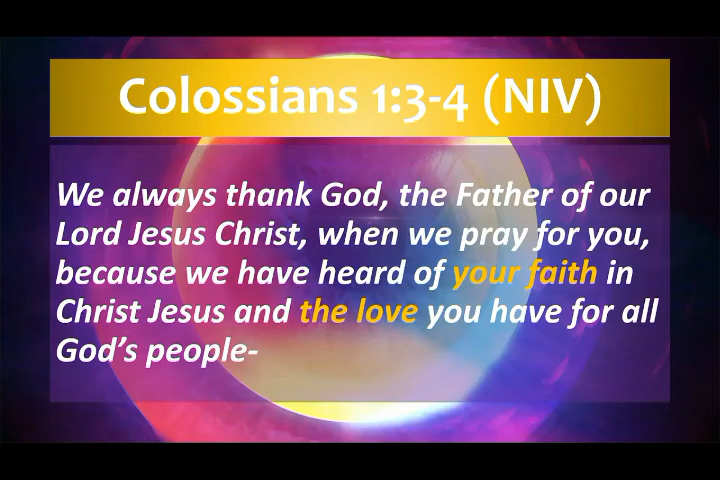 Colossians 1:3-4 (NIV)
We always thank God, the Father of our
Lord Jesus Christ, when we pray for you,
because we have heard of your faith in
Christ Jesus and the love you have for all
God’s people-